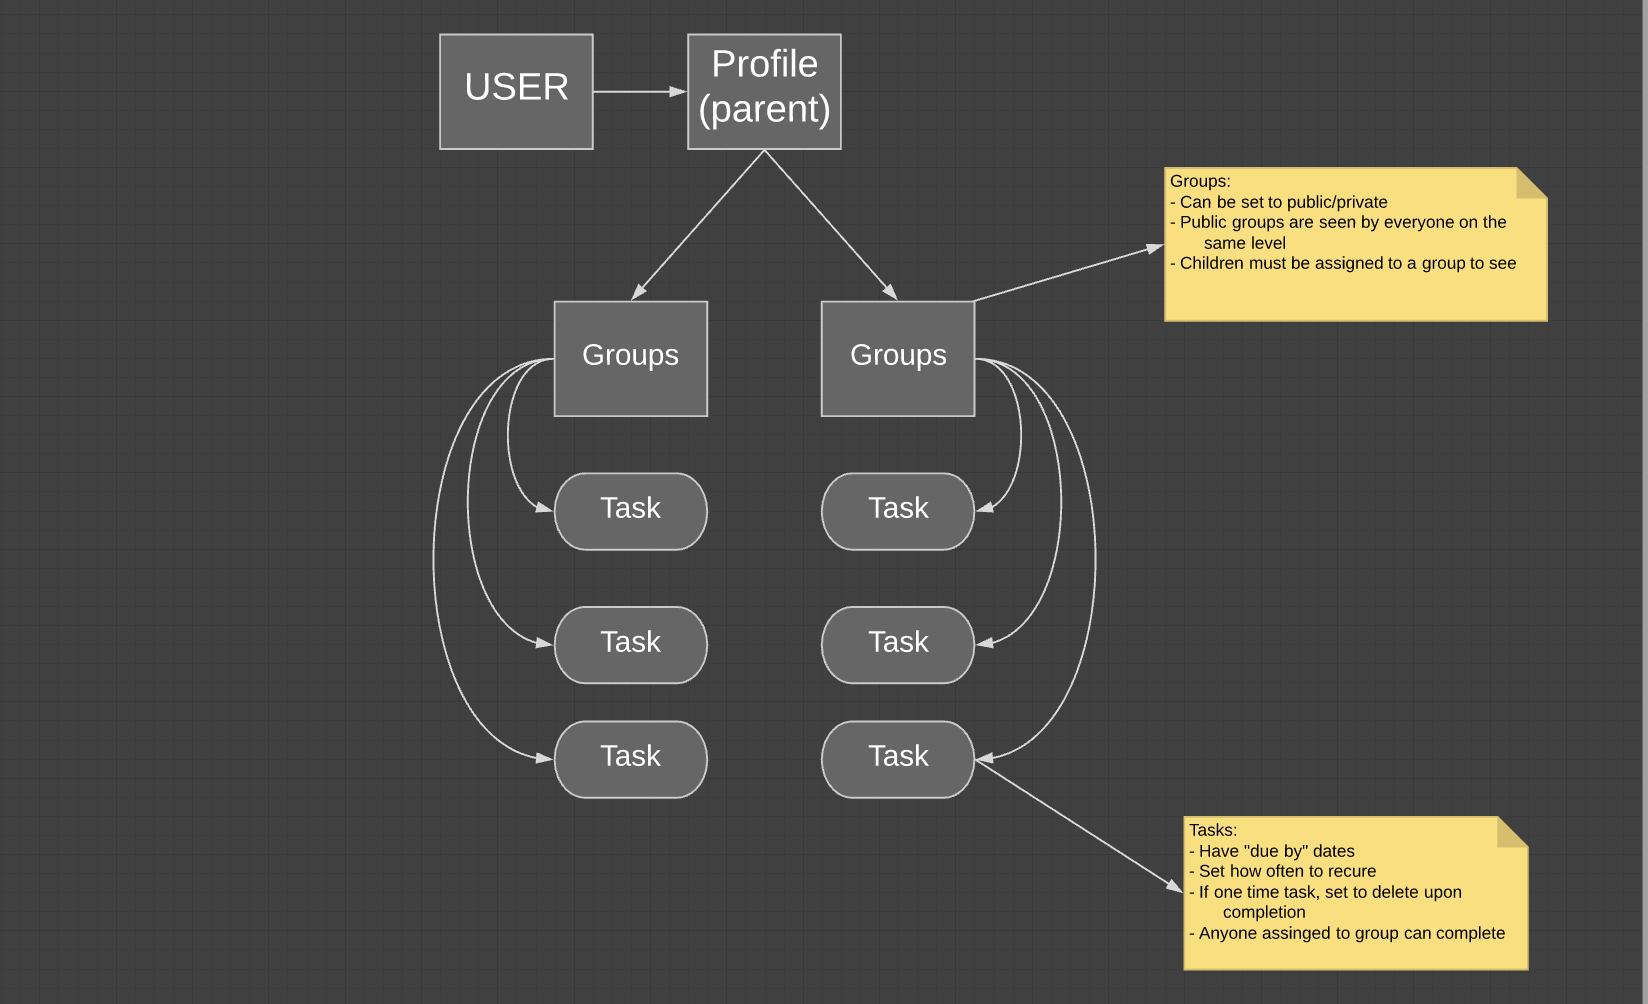 USER
Profile
(parent)
Groups:
- Can be set to public/private
- Public groups are seen by everyone on the
same level
- Children must be assigned to a group to see
Groups
Groups
Task
Task
Task
Task
Task
Task
Tasks:
- Have "due by" dates
- Set how often to recure
- If one time task, set to delete upon
completion
- Anyone assinged to group can complete